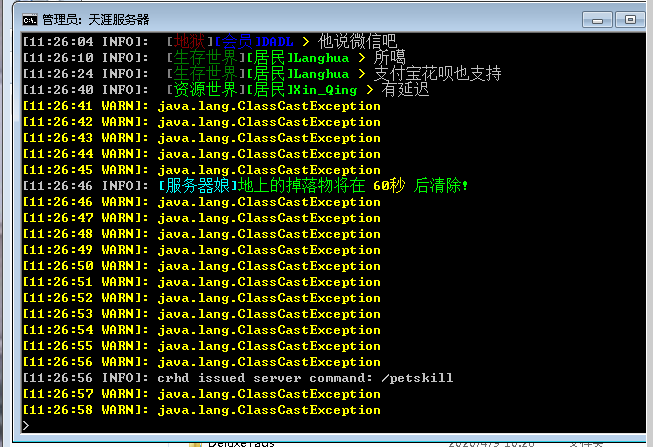 管理员: 天涯服务器
[11:26:04 INFO]: [地狱][会员]DADL > 他说微信吧
[11:26:10 INFO]: [生存世界][居民]Langhua > 所噶
[11:26:24 INFO]: [生存世界][居民]Langhua > 支付宝花呗也支持
[11:26:40 INFO]: [资源世界][居民]Xin_Qing > 有延迟
[11:26:41 WARN]: java.lang.ClassCastException
[11:26:42 WARN]: java.lang.ClassCastException
[11:26:43 WARN]: java.lang.ClassCastException
[11:26:44 WARN]: java.lang.ClassCastException
[11:26:45 WARN]: java.lang.ClassCastException
[11:26:46 INFO]: [服务器娘]地上的掉落物将在 60秒 后清除!
[11:26:46 WARN]: java.lang.ClassCastException
[11:26:47 WARN]: java.lang.ClassCastException
[11:26:48 WARN]: java.lang.ClassCastException
[11:26:49 WARN]: java.lang.ClassCastException
[11:26:50 WARN]: java.lang.ClassCastException
[11:26:51 WARN]: java.lang.ClassCastException
[11:26:52 WARN]: java.lang.ClassCastException
[11:26:53 WARN]: java.lang.ClassCastException
[11:26:54 WARN]: java.lang.ClassCastException
[11:26:55 WARN]: java.lang.ClassCastException
[11:26:56 WARN]: java.lang.ClassCastException
[11:26:56 INFO]: crhd issued server command: /petskill
[11:26:57 WARN]: java.lang.ClassCastException
[11:26:58 WARN]: java.lang.ClassCastException
>
DeluxeTags 2020/4/9 10:28 文件夹